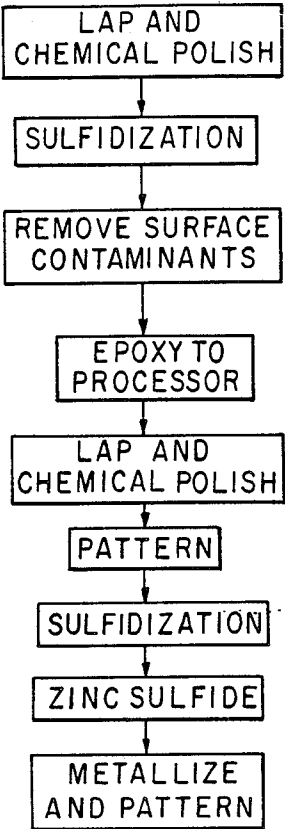 LAP AND
CHEMICAL POLISH
SULFIDIZATION
REMOVE SURFACE
CONTAMINANTS
EPOXY TO
PROCESSOR
LAP AND
CHEMICAL POLISH
PATTERN
SULFIDIZATION
ZINC SULFIDE
METALLIZE
AND PATTERN